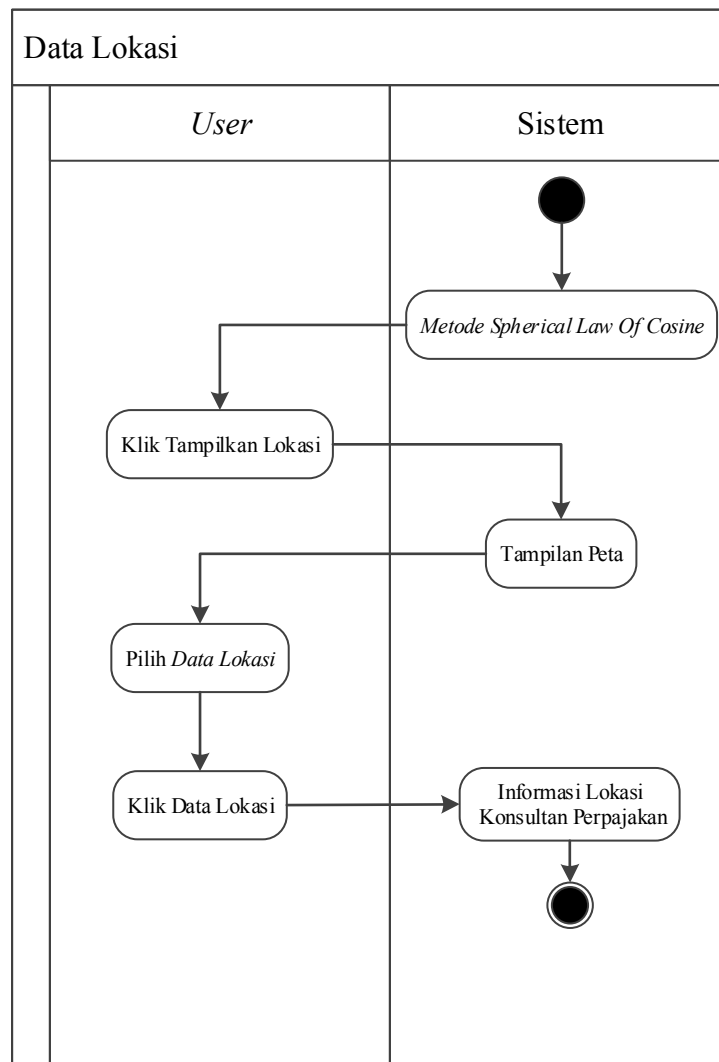 Data Lokasi
User
Sistem
Metode Spherical Law Of Cosine
Klik Tampilkan Lokasi
Tampilan Peta
Pilih Data Lokasi
Klik Data Lokasi
Informasi Lokasi
Konsultan Perpajakan